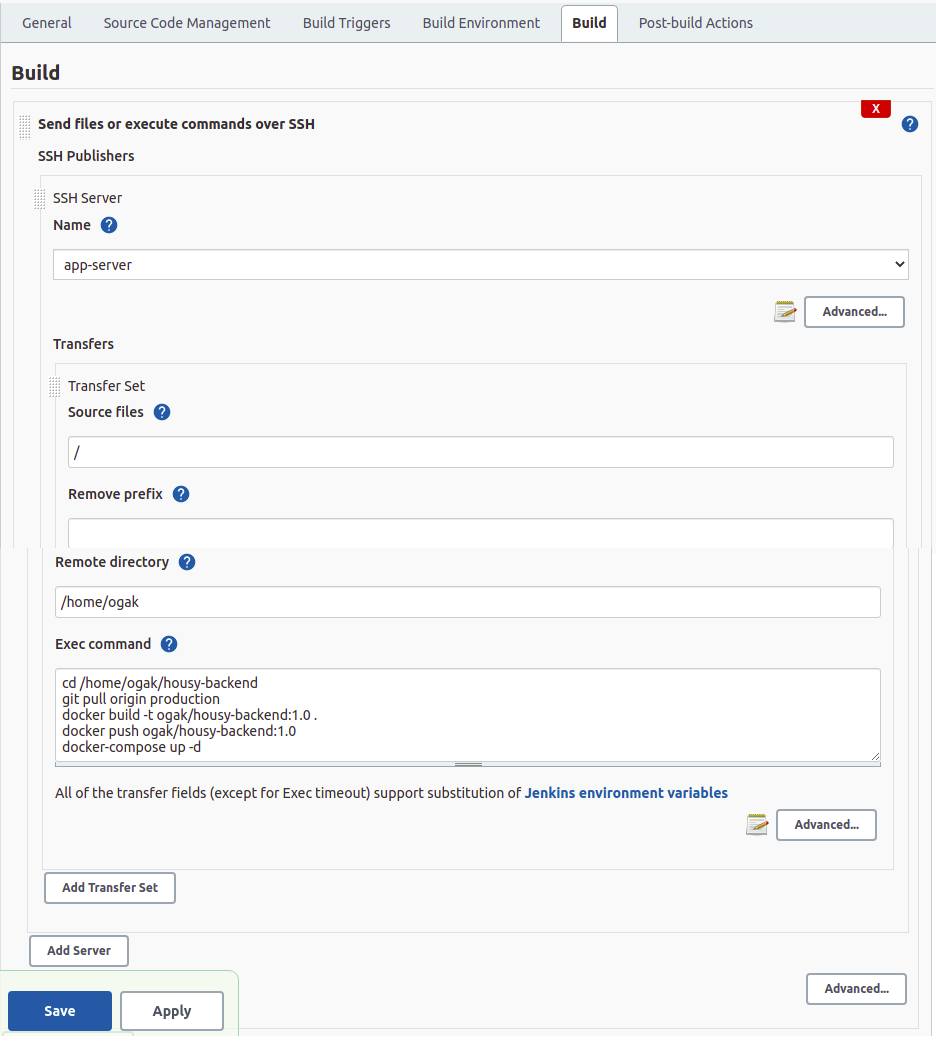 General Source Code Management Build Triggers Build Environment Build Post-build Actions
Build
X
Send files or execute commands over SSH ?
SSH Publishers
SSH Server
Name ?
app-server
Advanced...
Transfers
Transfer Set
Source files ?
/
Remove prefix ?
Remote directory ?
/home/ogak
Exec command ?
cd /home/ogak/housy-backend
git pull origin production
docker build -t ogak/housy-backend:1.0 .
docker push ogak/housy-backend:1.0
docker-compose up -d
All of the transfer fields (except for Exec timeout) support substitution of Jenkins environment variables
Advanced...
Add Transfer Set
Add Server
Advanced...
Save Apply